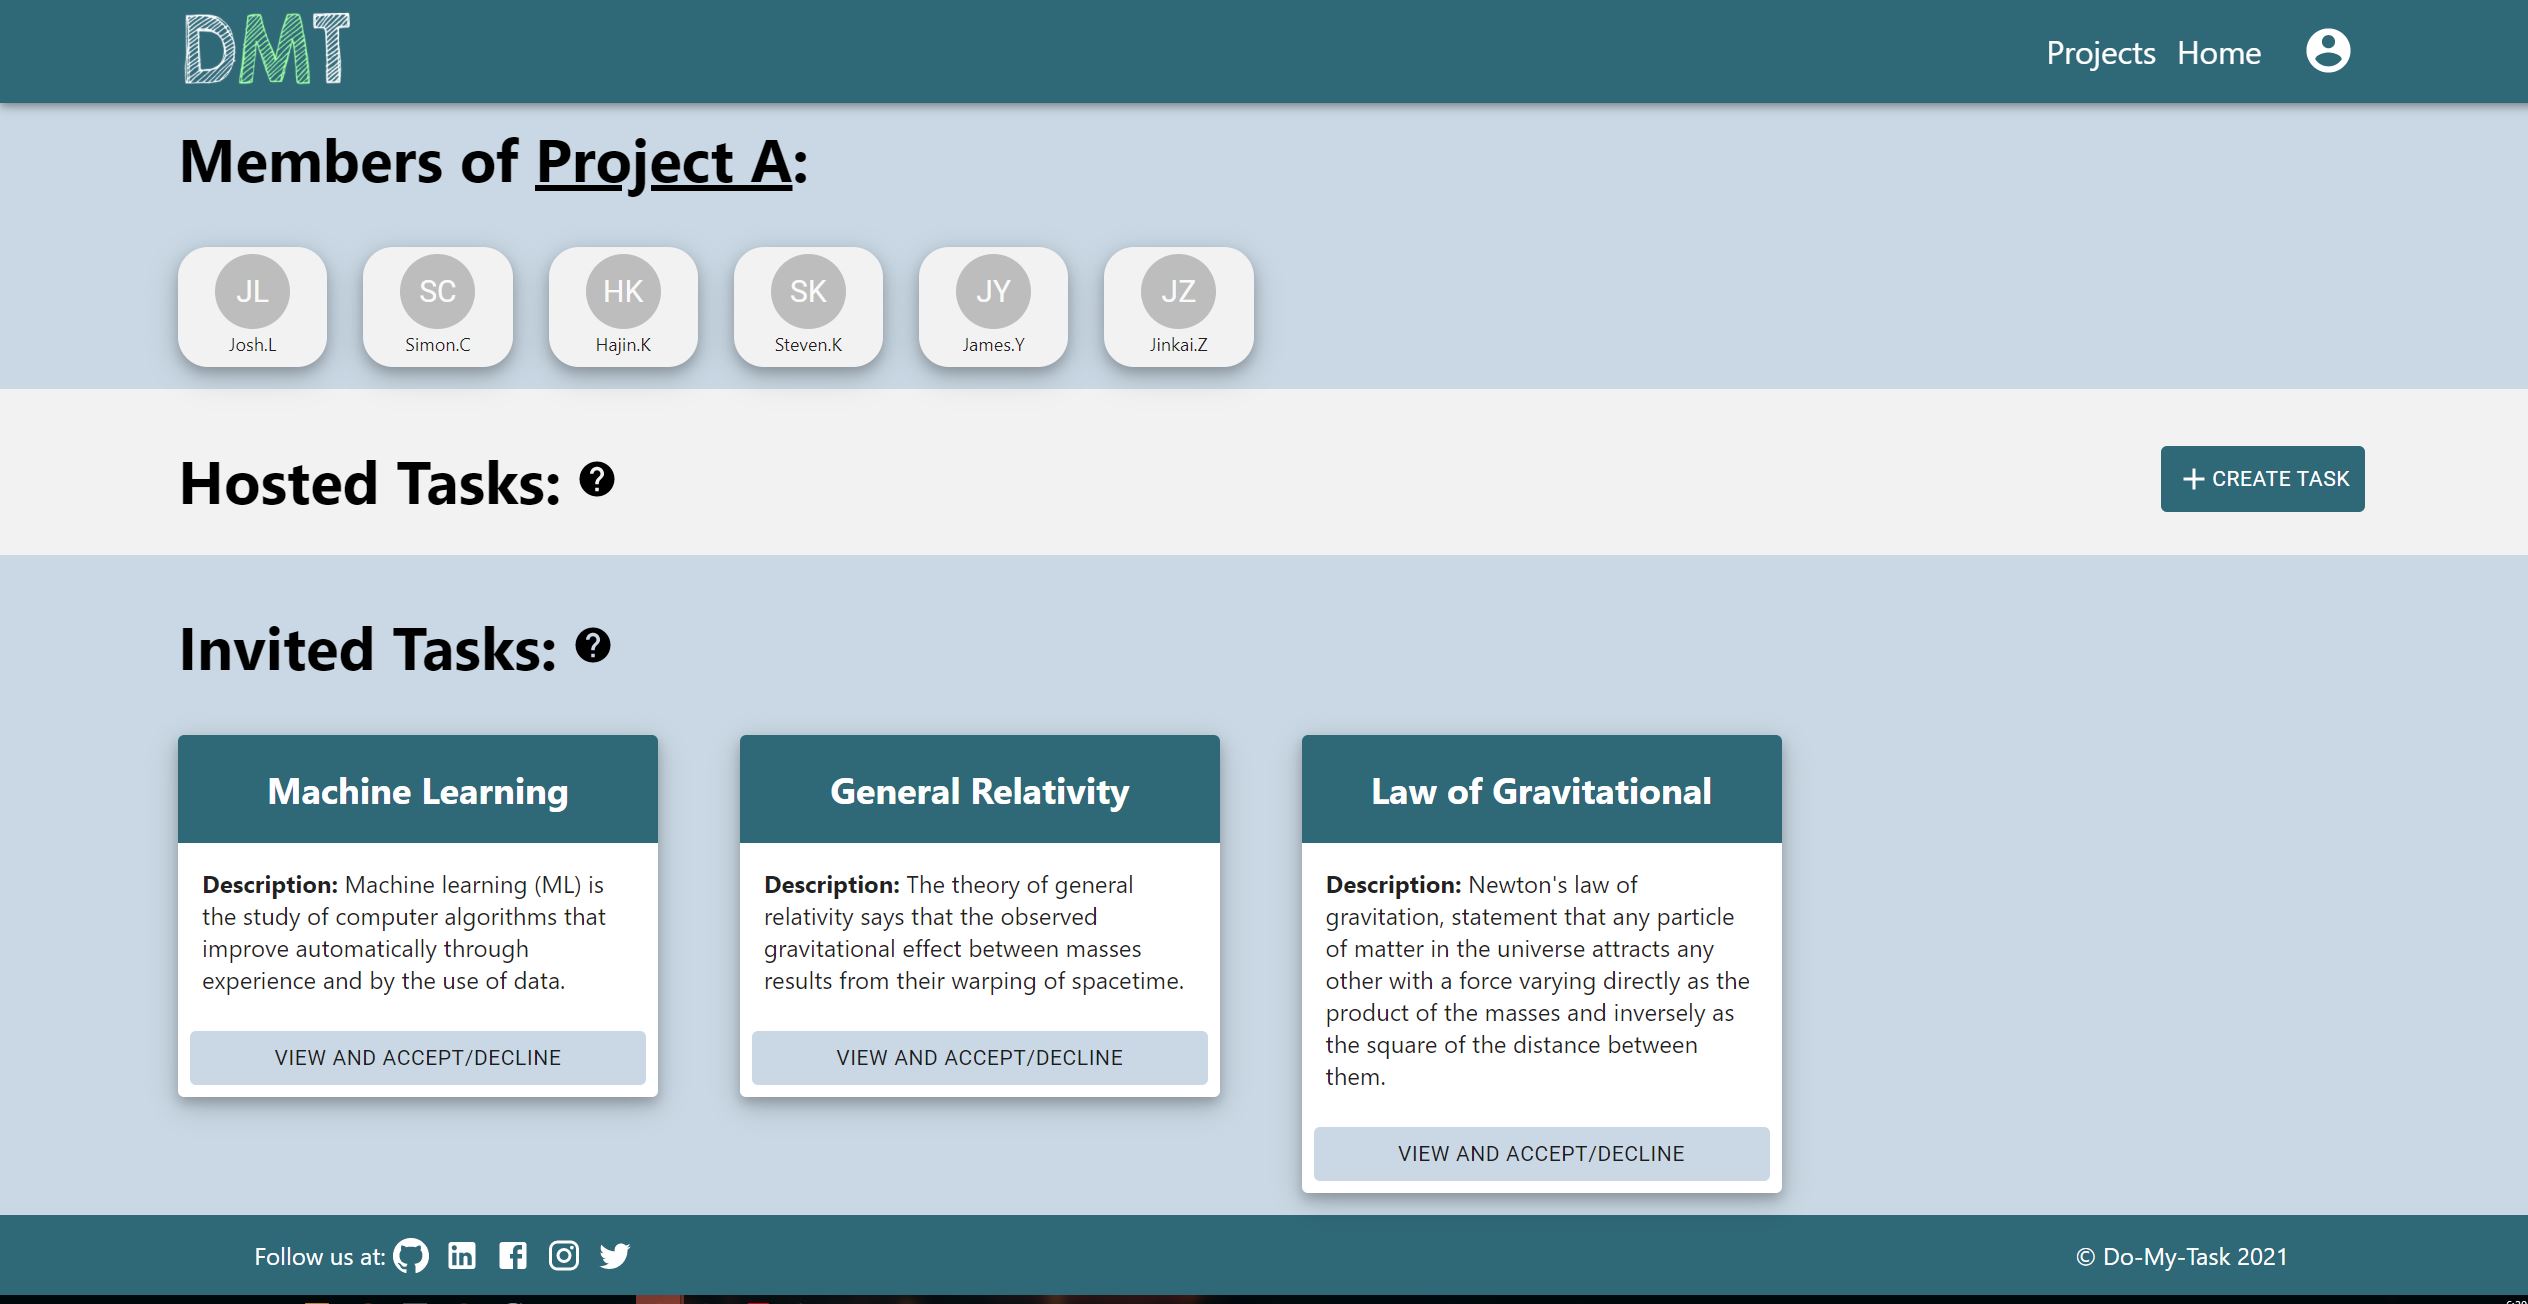 DMT
Projects Home
Members of Project A:
JL SC HK SK JY JZ
Josh.L Simon.C Hajin.K Steven.K James.Y Jinkai.Z
Hosted Tasks: ?
+ CREATE TASK
Invited Tasks: ?
Machine Learning
Description: Machine learning (ML) is
the study of computer algorithms that
improve automatically through
experience and by the use of data.
VIEW AND ACCEPT/DECLINE
General Relativity
Description: The theory of general
relativity says that the observed
gravitational effect between masses
results from their warping of spacetime.
VIEW AND ACCEPT/DECLINE
Law of Gravitational
Description: Newton's law of
gravitation, statement that any particle
of matter in the universe attracts any
other with a force varying directly as the
product of the masses and inversely as
the square of the distance between
them.
VIEW AND ACCEPT/DECLINE
Follow us at:
© Do-My-Task 2021